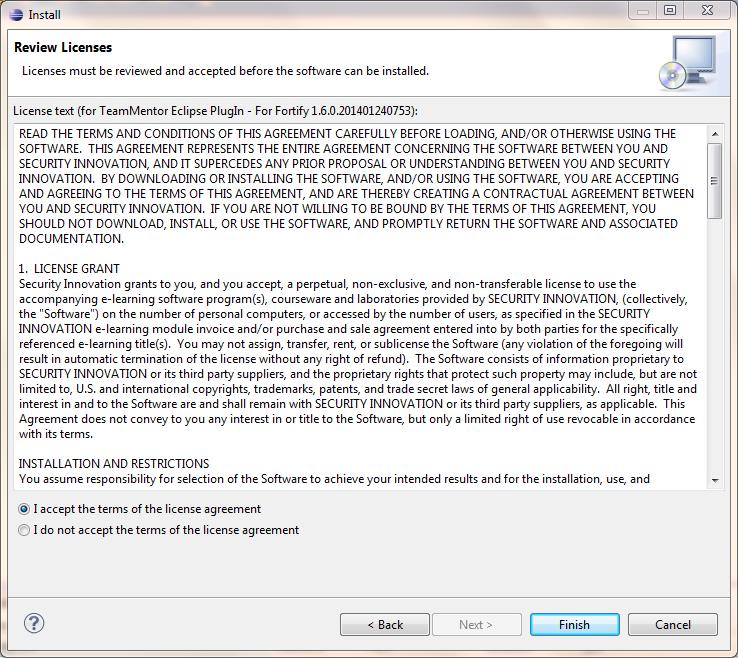 Install
Review Licenses
Licenses must be reviewed and accepted before the software can be installed.
License text (for TeamMentor Eclipse PlugIn - For Fortify 1.6.0.201401240753):
READ THE TERMS AND CONDITIONS OF THIS AGREEMENT CAREFULLY BEFORE LOADING, AND/OR OTHERWISE USING THE
SOFTWARE.  THIS AGREEMENT REPRESENTS THE ENTIRE AGREEMENT CONCERNING THE SOFTWARE BETWEEN YOU AND
SECURITY INNOVATION, AND IT SUPERCEDES ANY PRIOR PROPOSAL OR UNDERSTANDING BETWEEN YOU AND SECURITY
INNOVATION.  BY DOWNLOADING OR INSTALLING THE SOFTWARE, AND/OR USING THE SOFTWARE, YOU ARE ACCEPTING
AND AGREEING TO THE TERMS OF THIS AGREEMENT, AND ARE THEREBY CREATING A CONTRACTUAL AGREEMENT BETWEEN
YOU AND SECURITY INNOVATION.  IF YOU ARE NOT WILLING TO BE BOUND BY THE TERMS OF THIS AGREEMENT, YOU
SHOULD NOT DOWNLOAD, INSTALL, OR USE THE SOFTWARE, AND PROMPTLY RETURN THE SOFTWARE AND ASSOCIATED
DOCUMENTATION.
1.  LICENSE GRANT
Security Innovation grants to you, and you accept, a perpetual, non-exclusive, and non-transferable license to use the
accompanying e-learning software program(s), courseware and laboratories provided by SECURITY INNOVATION, (collectively,
the "Software") on the number of personal computers, or accessed by the number of users, as specified in the SECURITY
INNOVATION e-learning module invoice and/or purchase and sale agreement entered into by both parties for the specifically
referenced e-learning title(s).  You may not assign, transfer, rent, or sublicense the Software (any violation of the foregoing will
result in automatic termination of the license without any right of refund).  The Software consists of information proprietary to
SECURITY INNOVATION or its third party suppliers, and the proprietary rights that protect such property may include, but are not
limited to, U.S. and international copyrights, trademarks, patents, and trade secret laws of general applicability.  All right, title and
interest in and to the Software are and shall remain with SECURITY INNOVATION or its third party suppliers, as applicable.  This
Agreement does not convey to you any interest in or title to the Software, but only a limited right of use revocable in accordance
with its terms.
INSTALLATION AND RESTRICTIONS
You assume responsibility for selection of the Software to achieve your intended results and for the installation, use, and
I accept the terms of the license agreement
I do not accept the terms of the license agreement
? < Back Next > Finish Cancel